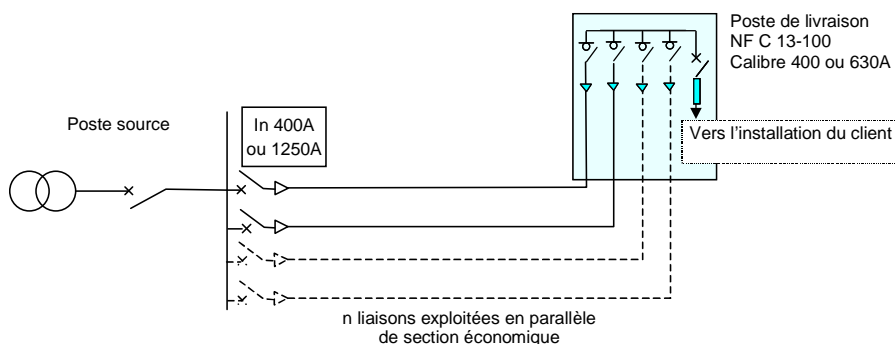 Poste de livraison
NF C 13-100
Calibre 400 ou 630A
Poste source
In 400A
ou 1250A
Vers l'installation du client
n liaisons exploitées en parallèle
de section économique